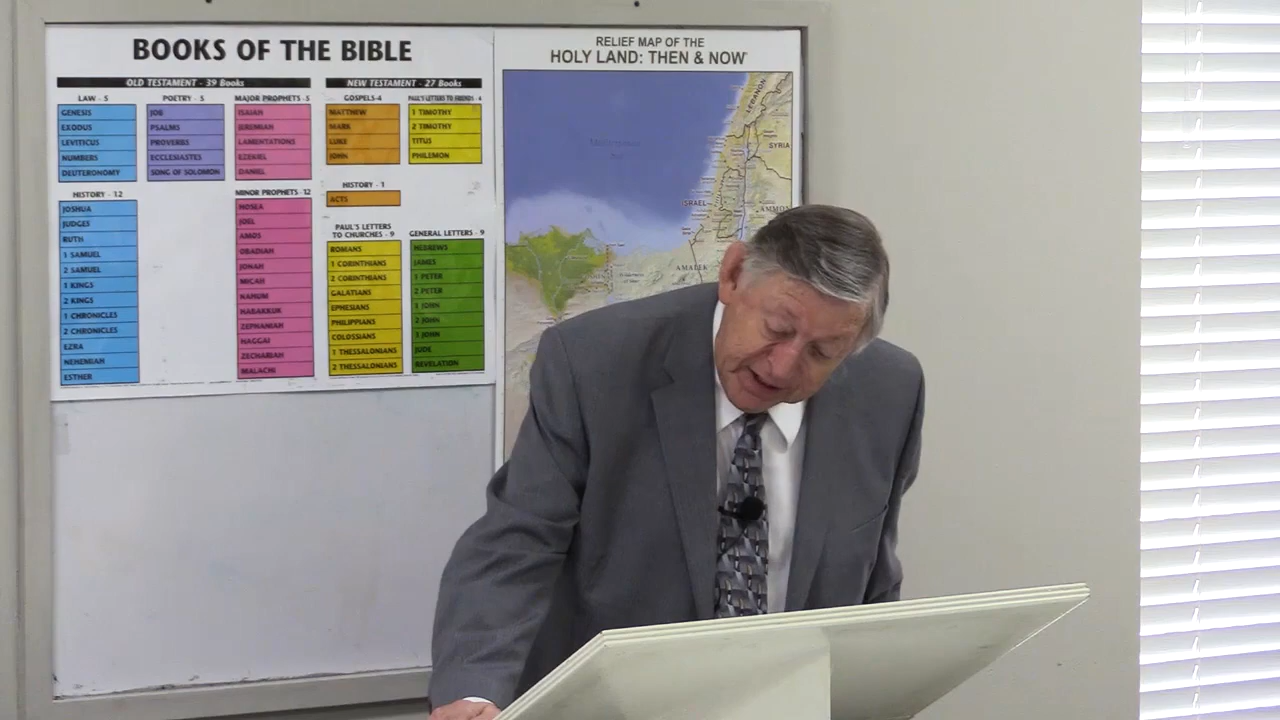 BOOKS OF THE BIBLE
OLD TESTAMENT - 39 Books
LAW - 5
GENESIS
EXODUS
LEVITICUS
NUMBERS
DEUTERONOMY
HISTORY - 12
JOSHUA
JUDGES
RUTH
1 SAMUEL
2 SAMUEL
1 KINGS
2 KINGS
1 CHRONICLES
2 CHRONICLES
EZRA
NEHEMIAH
ESTHER
POETRY - 5
JOB
PSALMS
PROVERBS
ECCLESIASTES
SONG OF SOLOMON
MAJOR PROPHETS - 5
ISAIAH
JEREMIAH
LAMENTATIONS
EZEKIEL
DANIEL
MINOR PROPHETS - 12
HOSEA
JOEL
AMOS
OBADIAH
JONAH
MICAH
NAHUM
HABAKKUK
ZEPHANIAH
HAGGAI
ZECHARIAH
MALACHI
NEW TESTAMENT - 27 Books
GOSPELS - 4
MATTHEW
MARK
LUKE
JOHN
HISTORY - 1
ACTS
PAUL'S LETTERS
TO CHURCHES - 9
ROMANS
1 CORINTHIANS
2 CORINTHIANS
GALATIANS
EPHESIANS
PHILIPPIANS
COLOSSIANS
1 THESSALONIANS
2 THESSALONIANS
PAUL'S LETTERS TO FRIENDS - 4
1 TIMOTHY
2 TIMOTHY
TITUS
PHILEMON
GENERAL LETTERS - 9
HEBREWS
JAMES
1 PETER
2 PETER
1 JOHN
2 JOHN
3 JOHN
JUDE
REVELATION
RELIEF MAP OF THE
HOLY LAND: THEN & NOW
LEBANON
SYRIA
ISRAEL
AMMON
AMALEK